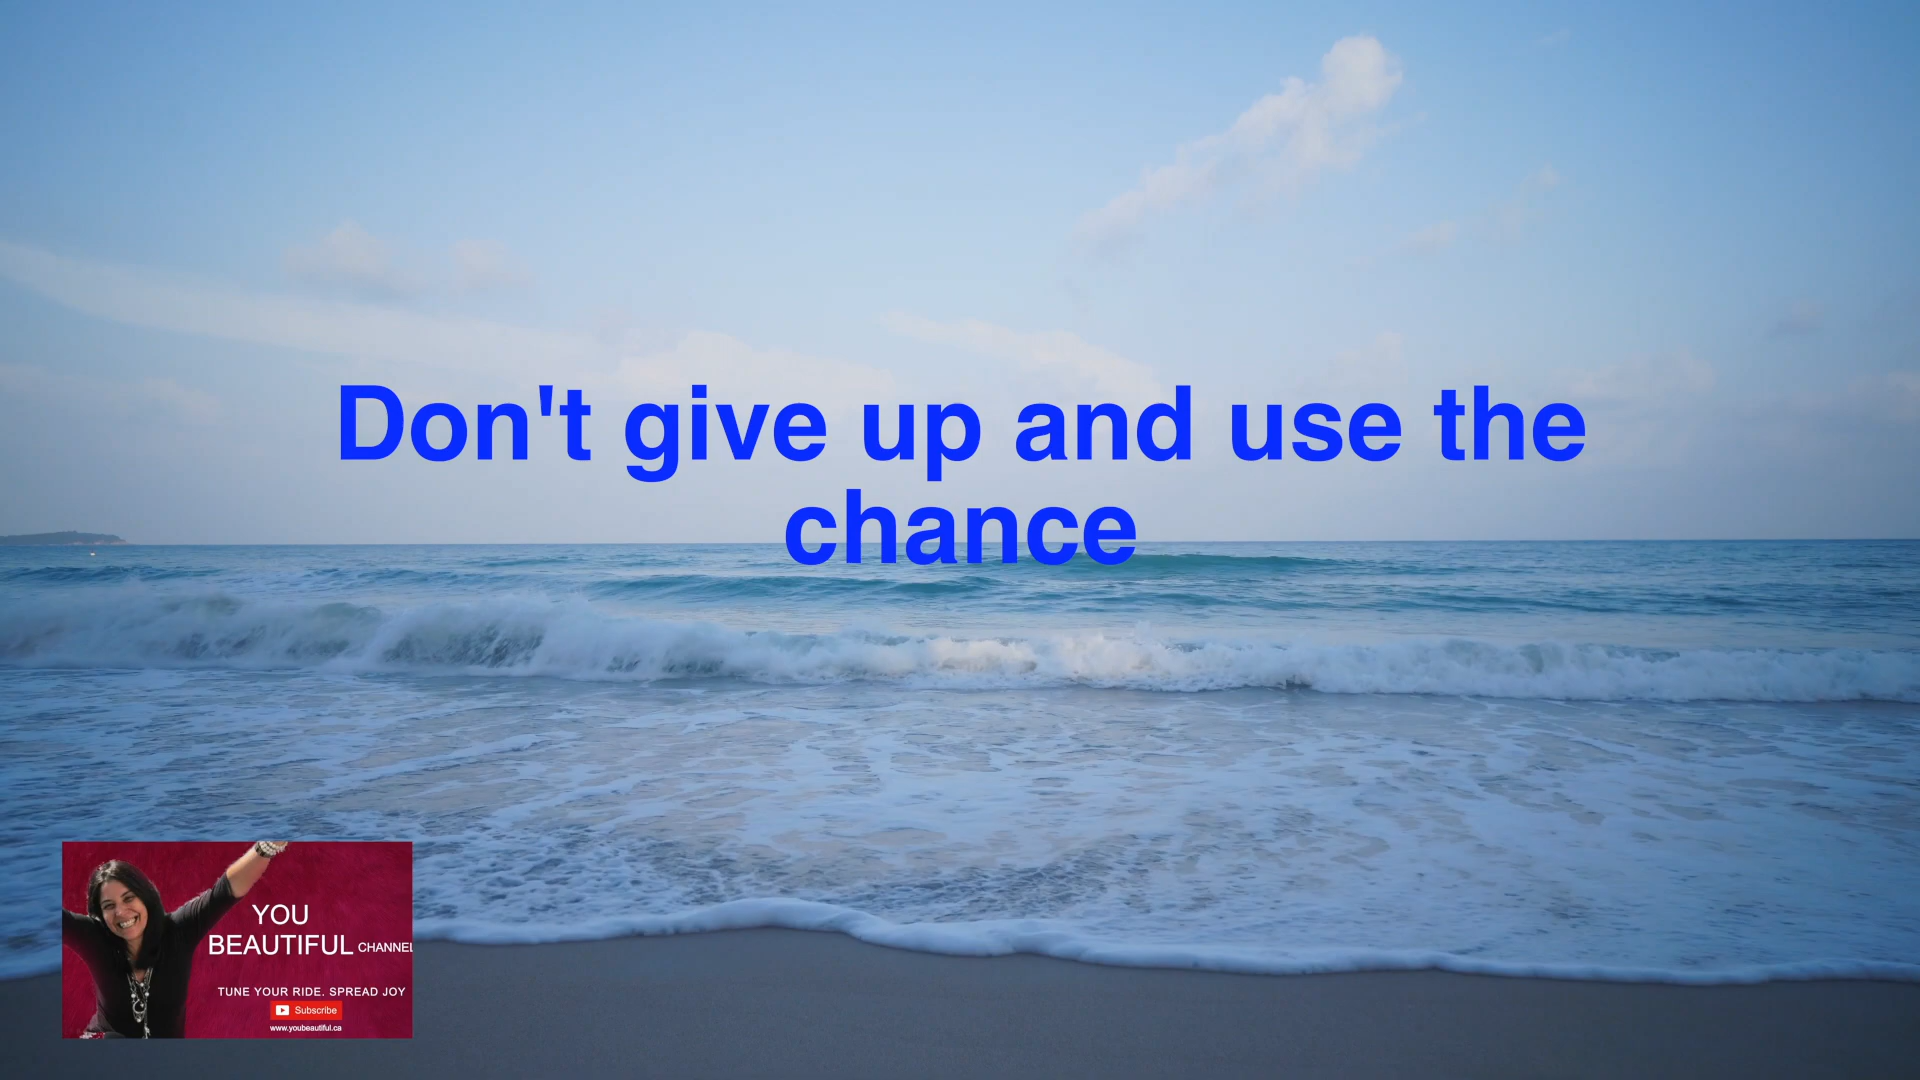 Don't give up and use the
chance
YOU
BEAUTIFUL CHANNEL
TUNE YOUR RIDE. SPREAD JOY
Subscribe
www.youbeautiful.ca